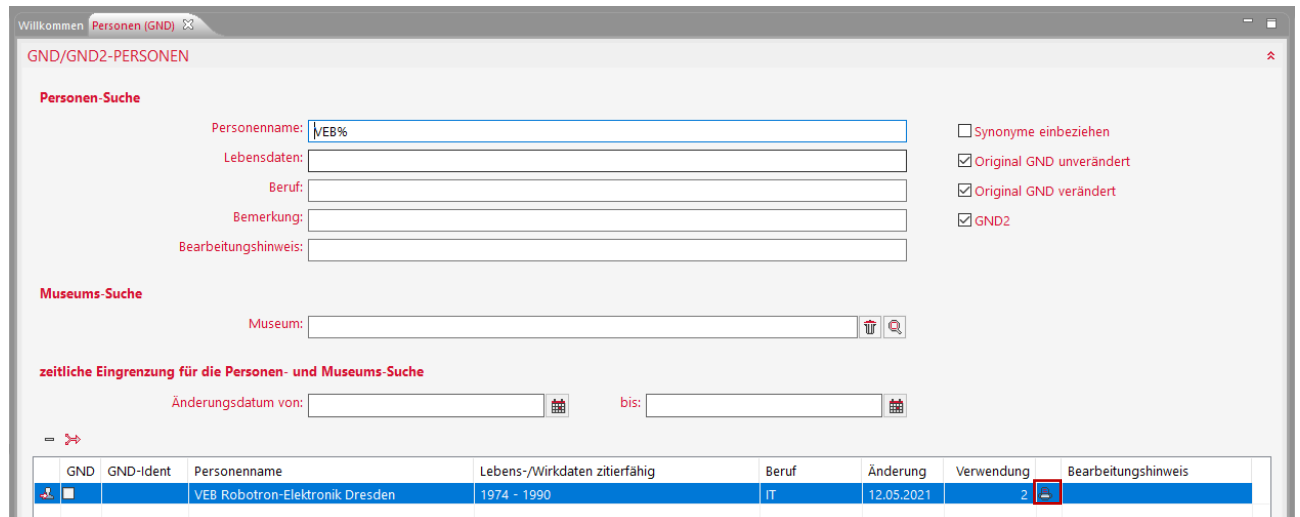 Willkommen Personen (GND)
GND/GND2-PERSONEN
Personen-Suche
Personenname: VEB%
Synonyme einbeziehen
Lebensdaten:
Original GND unverändert
Beruf:
Original GND verändert
Bemerkung:
GND2
Bearbeitungshinweis:
Museums-Suche
Museum:
zeitliche Eingrenzung für die Personen- und Museums-Suche
Änderungsdatum von: bis:
GND GND-Ident Personenname Lebens-/Wirkdaten zitierfähig Beruf Änderung Verwendung Bearbeitungshinweis
VEB Robotron-Elektronik Dresden 1974 - 1990 IT 12.05.2021 2